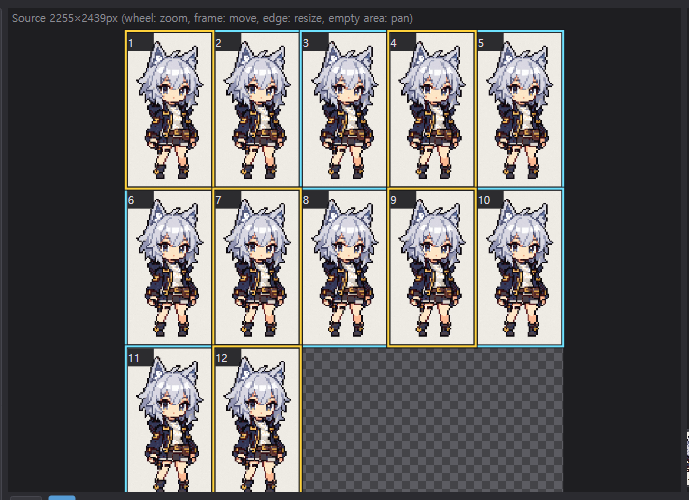 Source 2255×2439px (wheel: zoom, frame: move, edge: resize, empty area: pan)
1 2 3 4 5
6 7 8 9 10
11 12